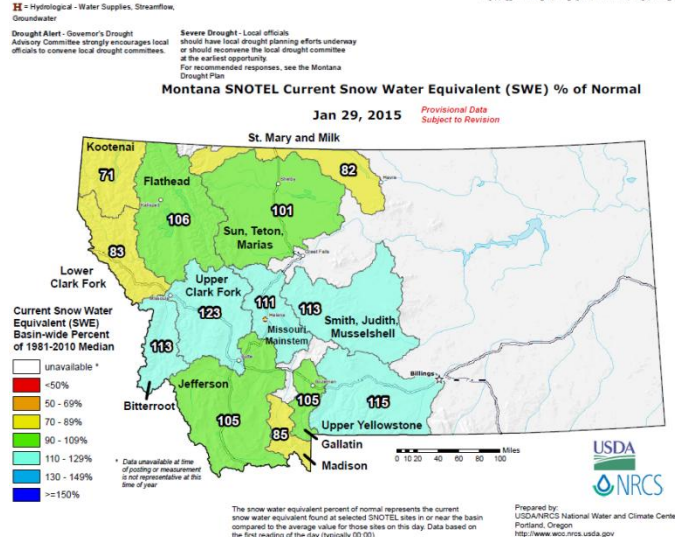 H = Hydrological - Water Supplies, Streamflow,
Groundwater
Drought Alert - Governor's Drought
Advisory Committee strongly encourages local
officials to convene local drought committees.
Severe Drought - Local officials
should have local drought planning efforts underway
or should reconvene the local drought committee
at the earliest opportunity.
For recommended responses, see the Montana
Drought Plan
Montana SNOTEL Current Snow Water Equivalent (SWE) % of Normal
Jan 29, 2015
Provisional Data
Subject to Revision
St. Mary and Milk
Kootenai
71
82
Flathead
106
101
Sun, Teton,
Marias
83
Lower
Clark Fork
Great Falls
Upper
Clark Fork
123
111
Helena
Missouri
Mainstem
113
Smith, Judith,
Musselshell
113
Bitterroot
Jefferson
105
105
85
Gallatin
Madison
Billings
115
Upper Yellowstone
Current Snow Water
Equivalent (SWE)
Basin-wide Percent
of 1981-2010 Median
unavailable *
<50%
50 - 69%
70 - 89%
90 - 109%
110 - 129%
130 - 149%
>=150%
* Data unavailable at time
of posting or measurement
is not representative at this
time of year
0 10 20 40 60 80 100 Miles
USDA
NRCS
The snow water equivalent percent of normal represents the current
snow water equivalent found at selected SNOTEL sites in or near the basin
compared to the average value for those sites on this day. Data based on
the first reading of the day (typically 00:00)
Prepared by:
USDA/NRCS National Water and Climate Cente
Portland, Oregon
http://www.wcc.nrcs.usda.gov